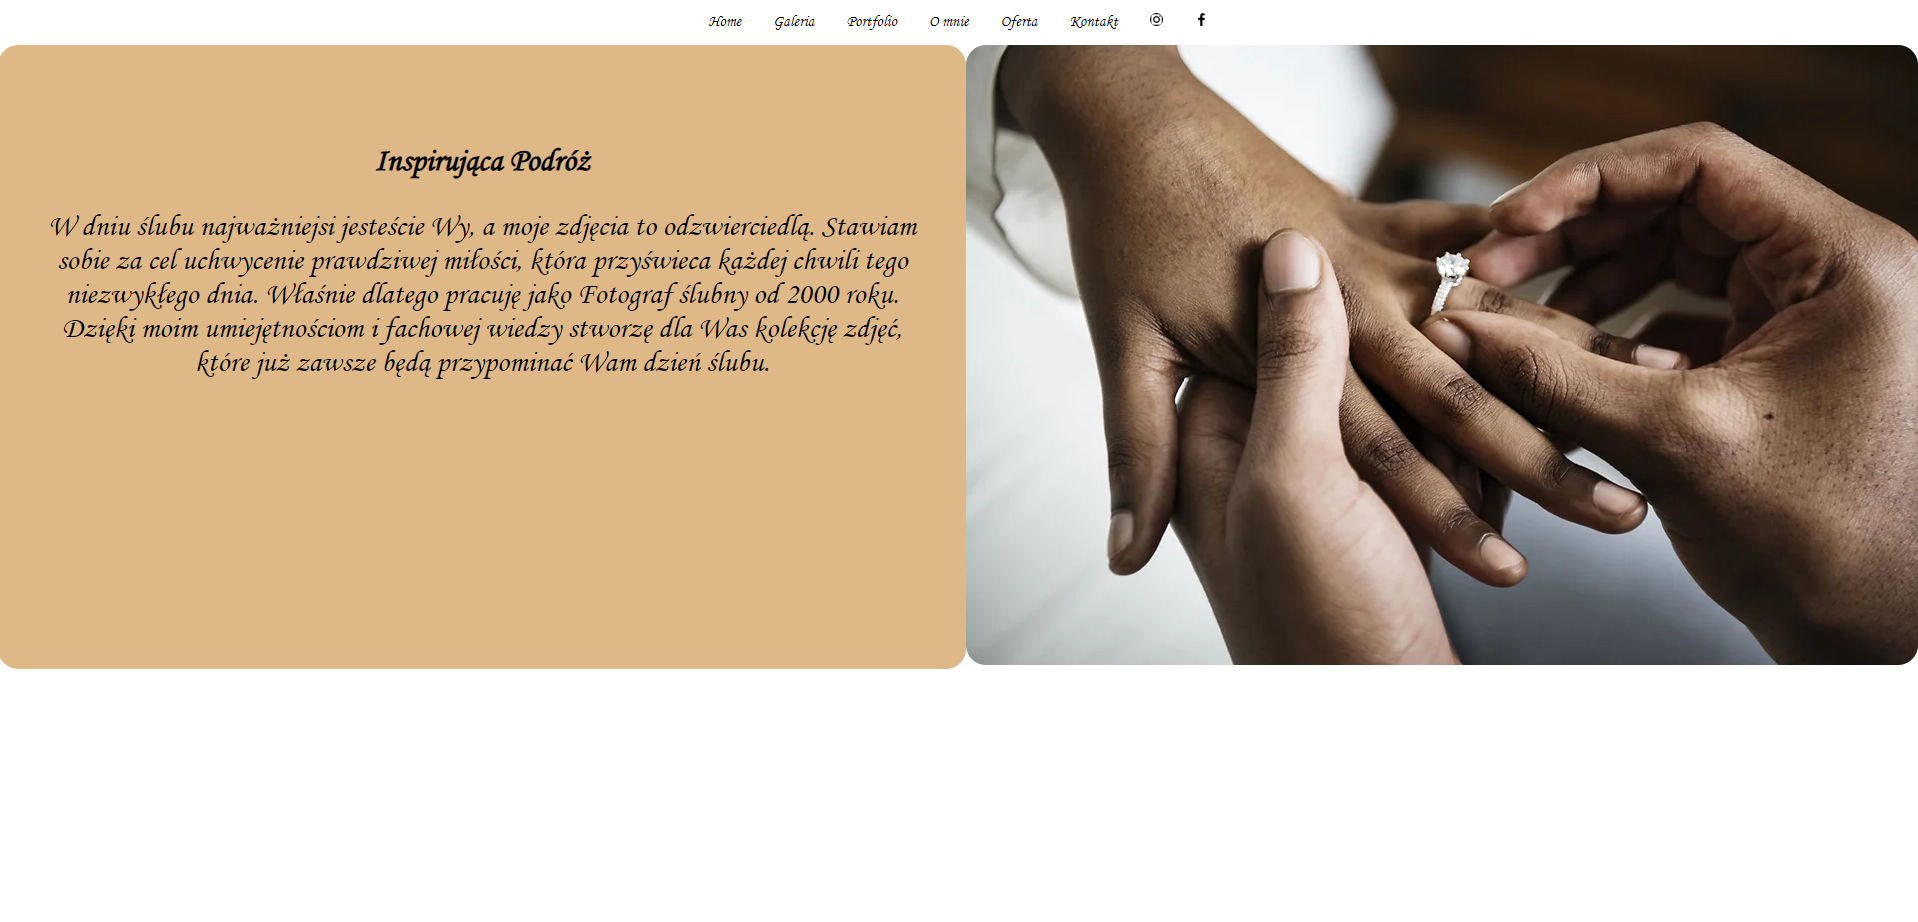 Home Galeria Portfolio O mnie Oferta Kontakt
Inspirująca Podróż
W dniu ślubu najważniejsi jesteście Wy, a moje zdjęcia to odzwierciedlą. Stawiam
sobie za cel uchwycenie prawdziwej miłości, która przyświeca każdej chwili tego
niezwykłego dnia. Właśnie dlatego pracuję jako Fotograf ślubny od 2000 roku.
Dzięki moim umiejętnościom i fachowej wiedzy stworzę dla Was kolekcję zdjęć,
które już zawsze będą przypominać Wam dzień ślubu.